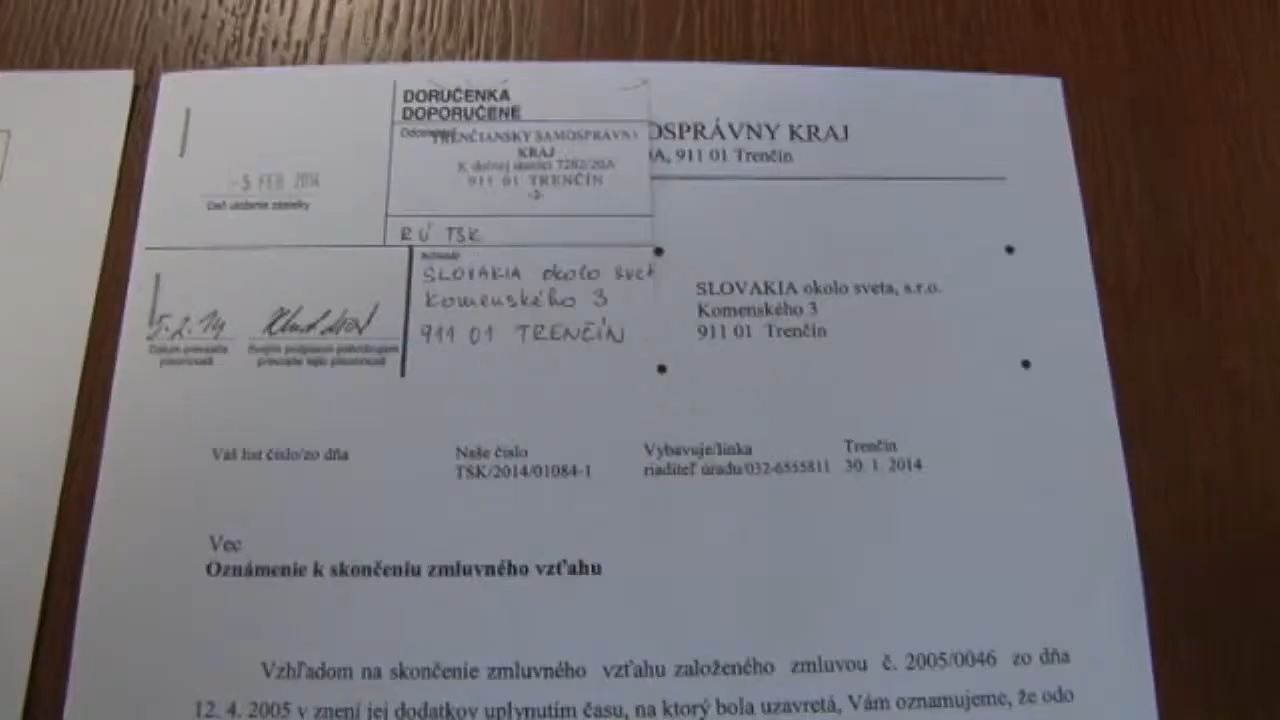 DORUČENKA
DOPORUČENE
Odosielateľ
TRENČIANSKY SAMOSPRÁVNY
KRAJ
K dolnej stanici 7282/20A
911 01 TRENČÍN
-2-
OSPRÁVNY KRAJ
A, 911 01 Trenčín
-5 FEB 2014
Deň uloženia zásielky
RÚ TSK
SLOVAKIA okolo svet
Komenského 3
911 01 TRENČÍN
5.2.14
Dátum prevzatia
písomnosti
Svojim podpisom potvrdzujem
prevzatie tejto písomnosti
SLOVAKIA okolo sveta, s.r.o.
Komenského 3
911 01 Trenčín
Váš list číslo/zo dňa
Naše číslo
TSK/2014/01084-1
Vybavuje/linka
riaditeľ úradu/032-6555811
Trenčín
30. 1. 2014
Vec
Oznámenie k skončeniu zmluvného vzťahu
Vzhľadom na skončenie zmluvného vzťahu založeného zmluvou č. 2005/0046 zo dňa
12. 4. 2005 v znení jej dodatkov uplynutím času, na ktorý bola uzavretá, Vám oznamujeme, že odo